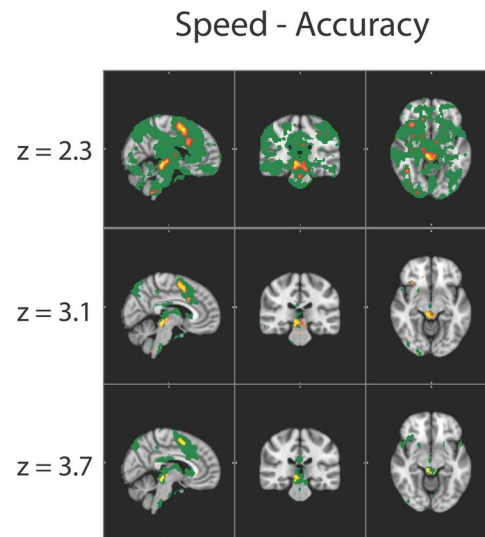 Speed - Accuracy
z = 2.3
z = 3.1
z = 3.7